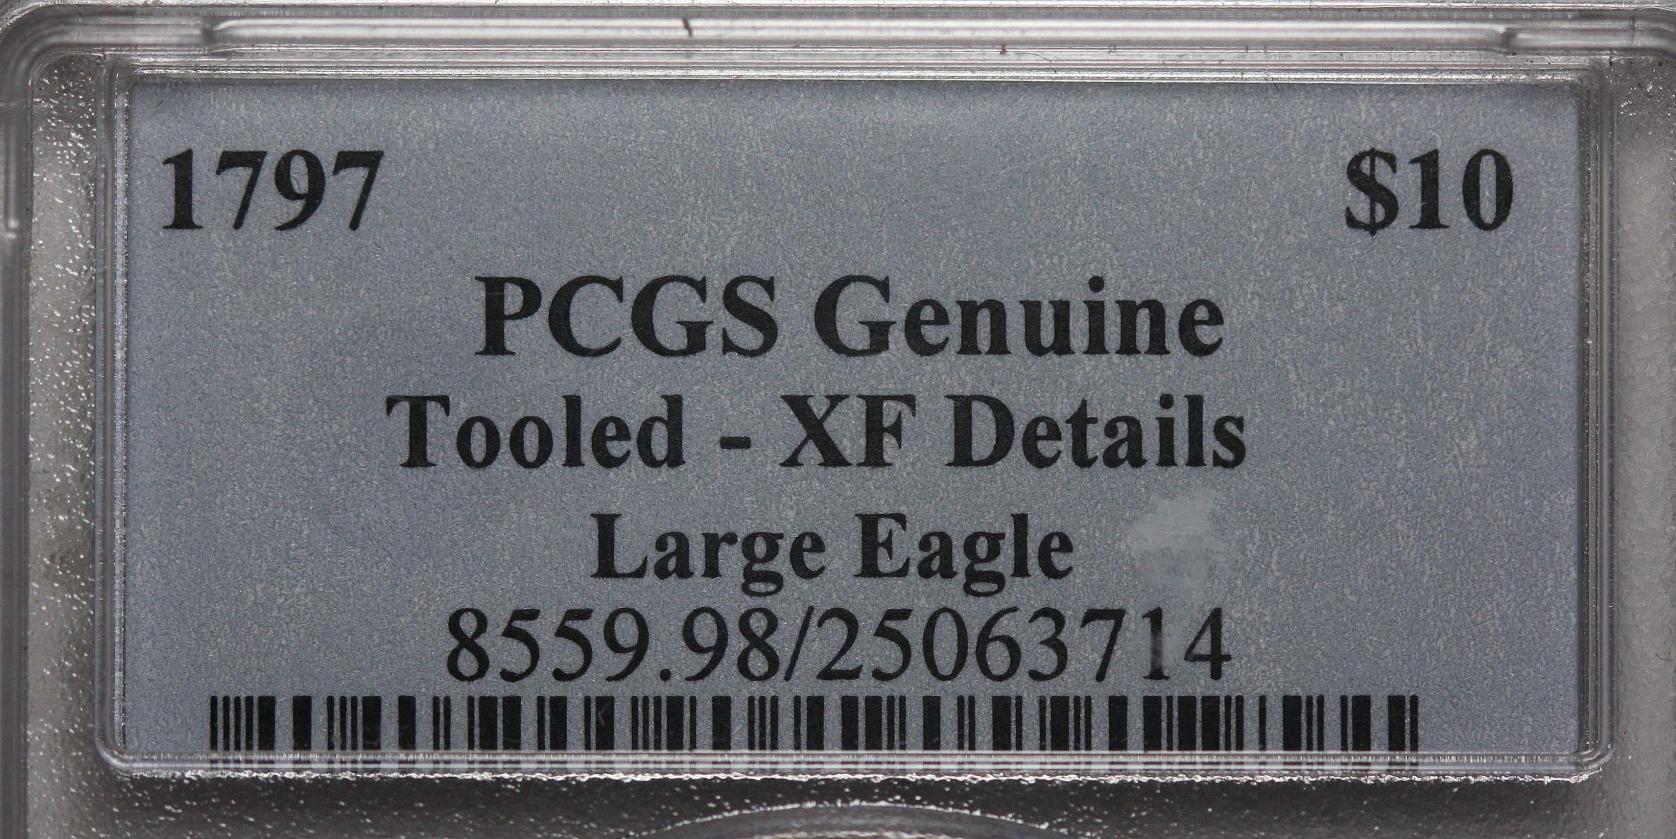 1797 $10
PCGS Genuine
Tooled - XF Details
Large Eagle
8559.98/25063714